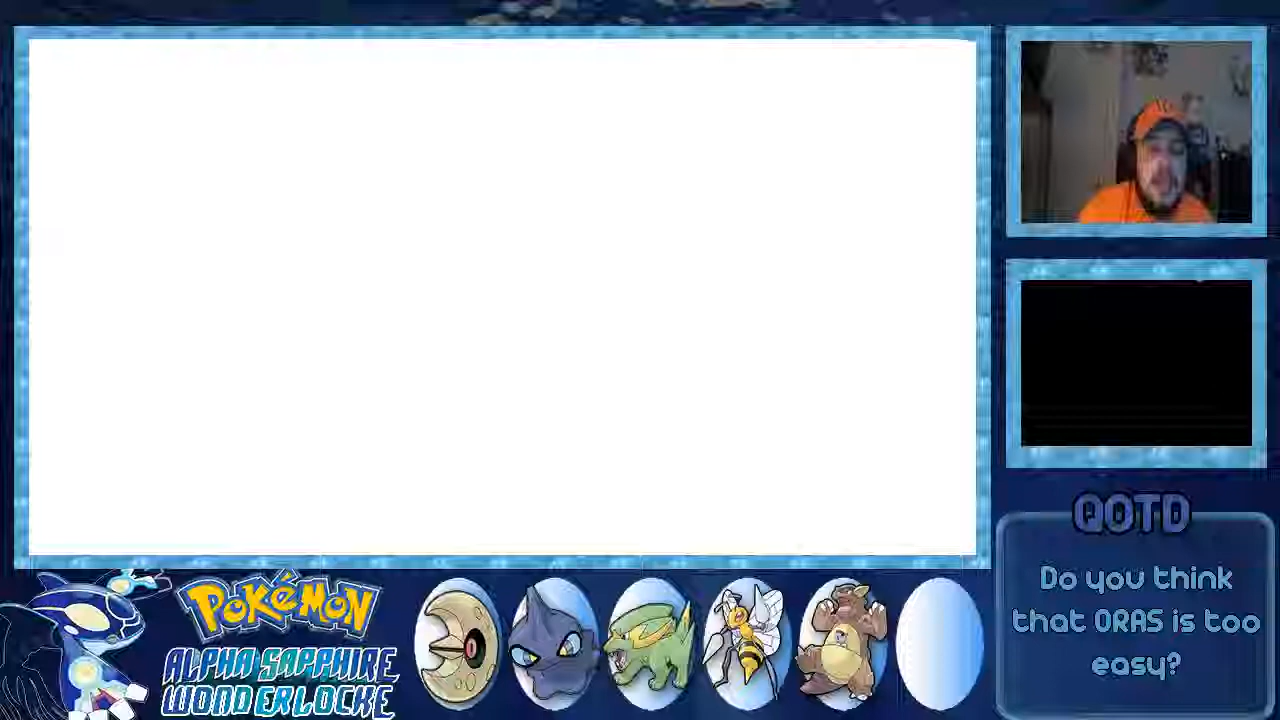 QOTD
Do you think
that ORAS is too
easy?
POKéMON
ALPHA SAPPHIRE
WONDERLOCKE